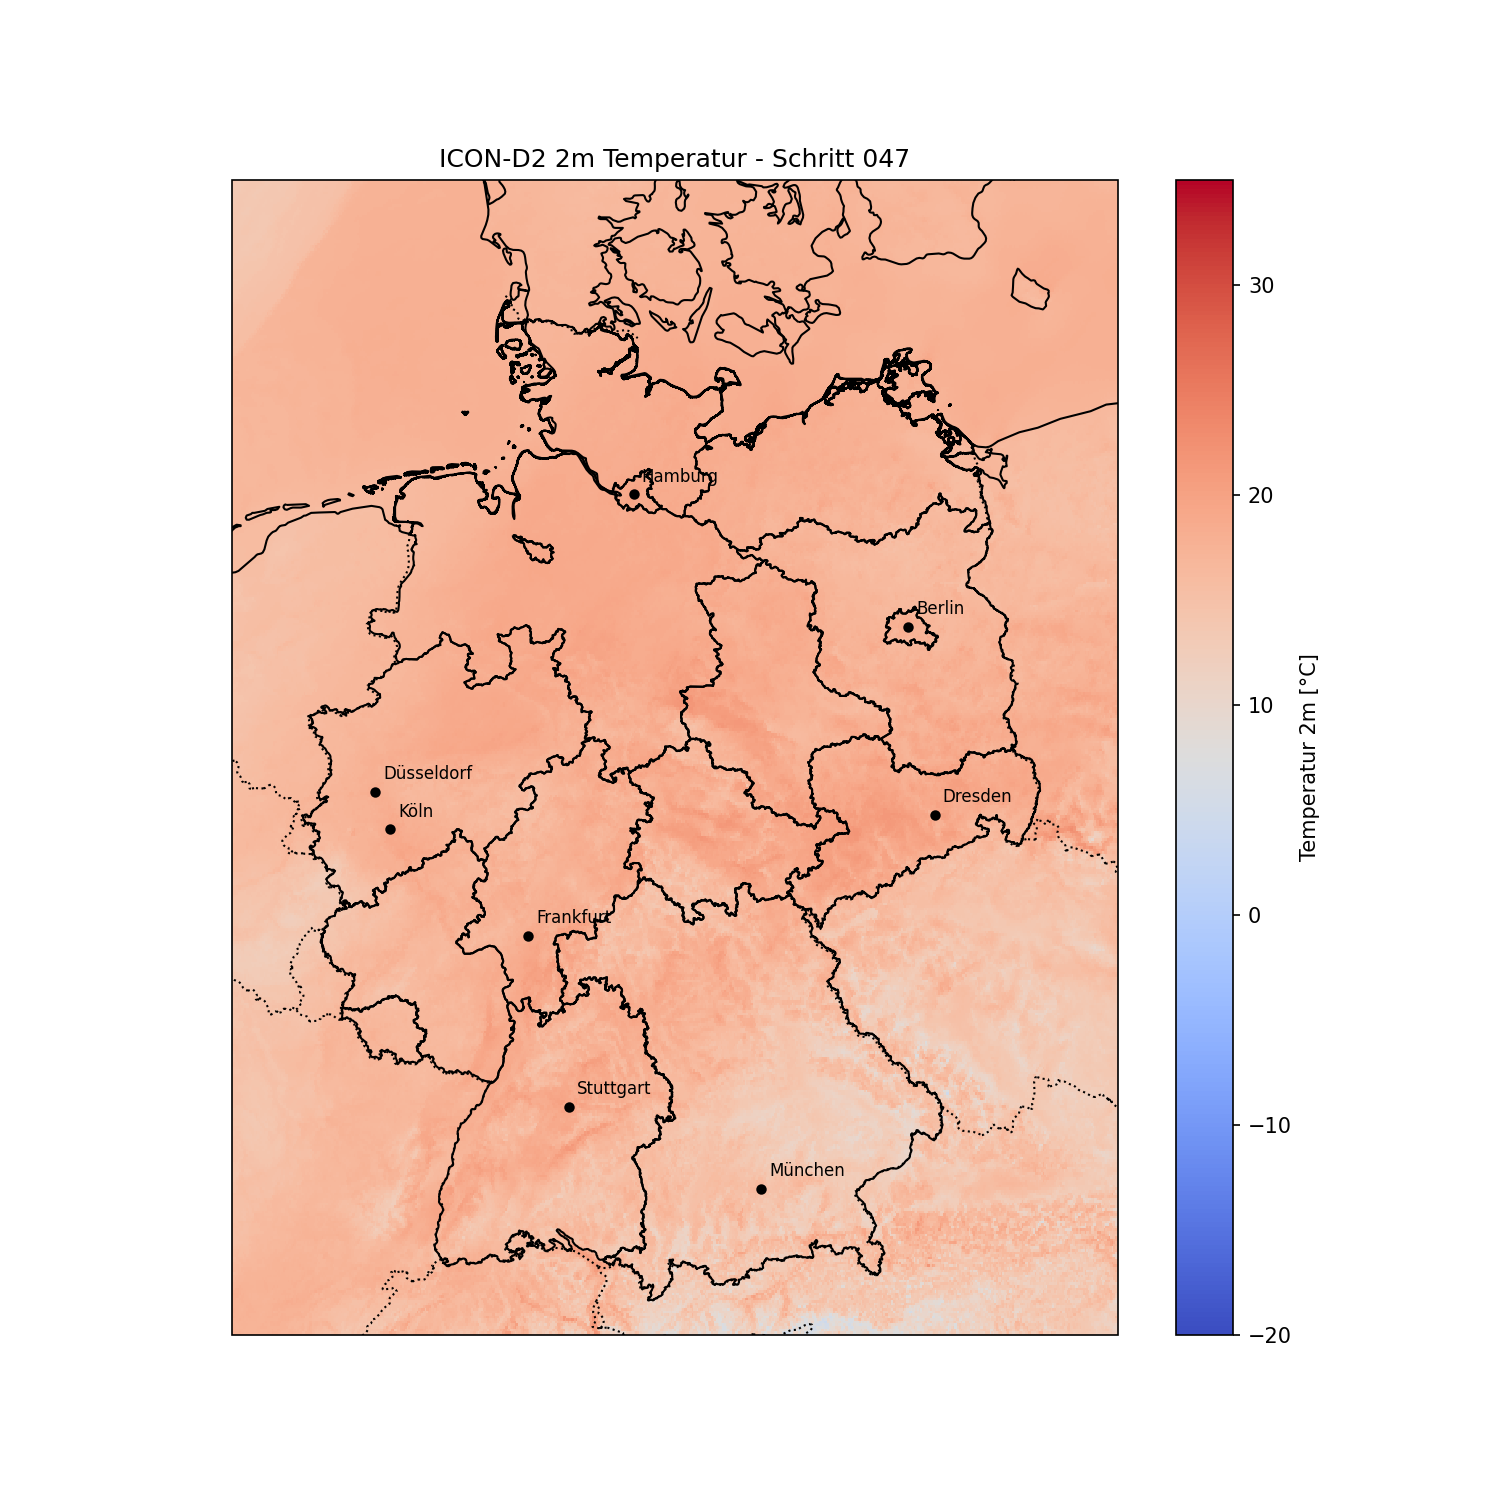 ICON-D2 2m Temperatur - Schritt 047
Hamburg
Berlin
Düsseldorf
Köln
Dresden
Frankfurt
Stuttgart
München
30
20
10
0
−10
−20
Temperatur 2m [°C]